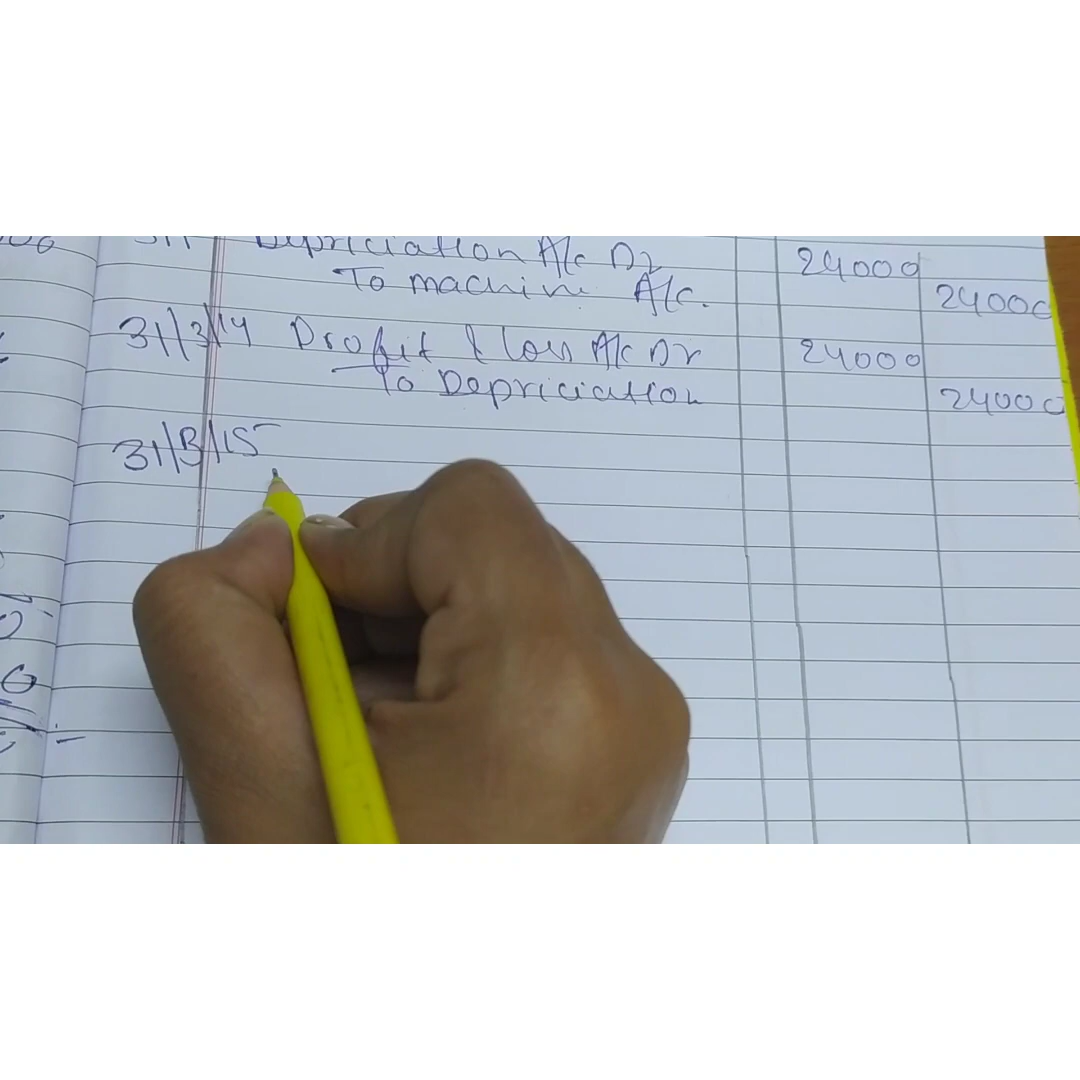 Depriciation A/c Dr 24000
To machine A/c. 24000
31/3/14 Profit & Loss A/c Dr 24000
To Depriciation 24000
31/3/15